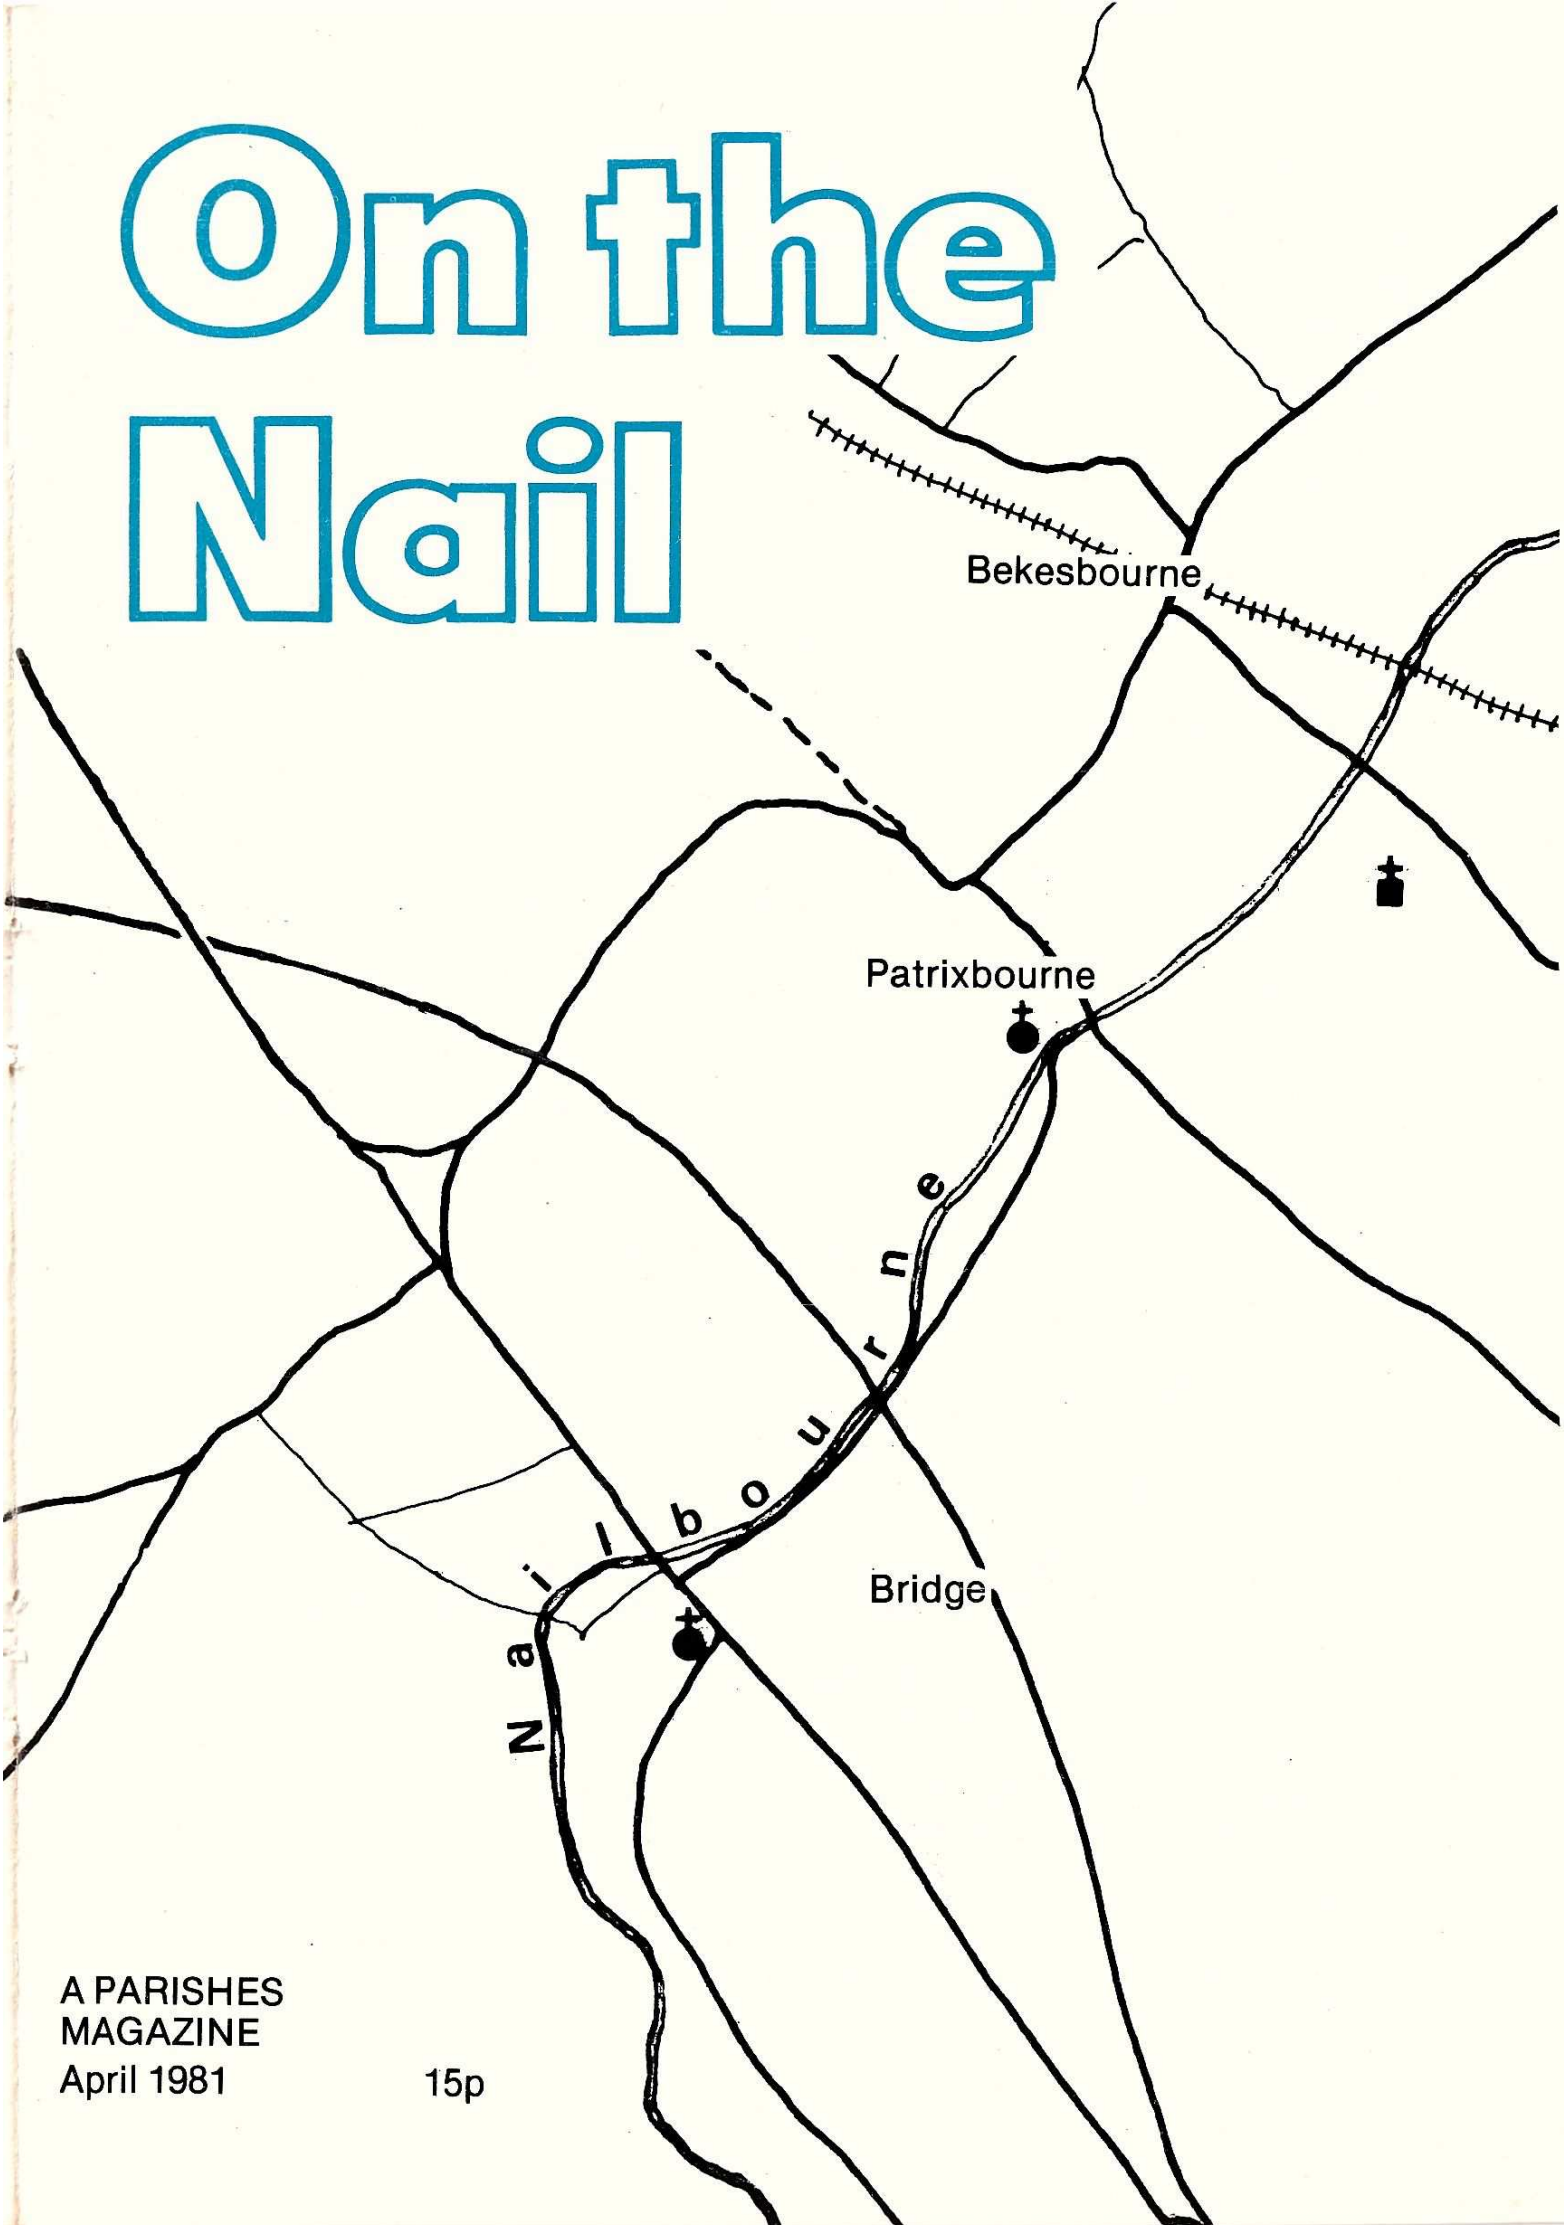 On the
Nail
Bekesbourne
Patrixbourne
Nailbourne
Bridge
A PARISHES
MAGAZINE
April 1981
15p